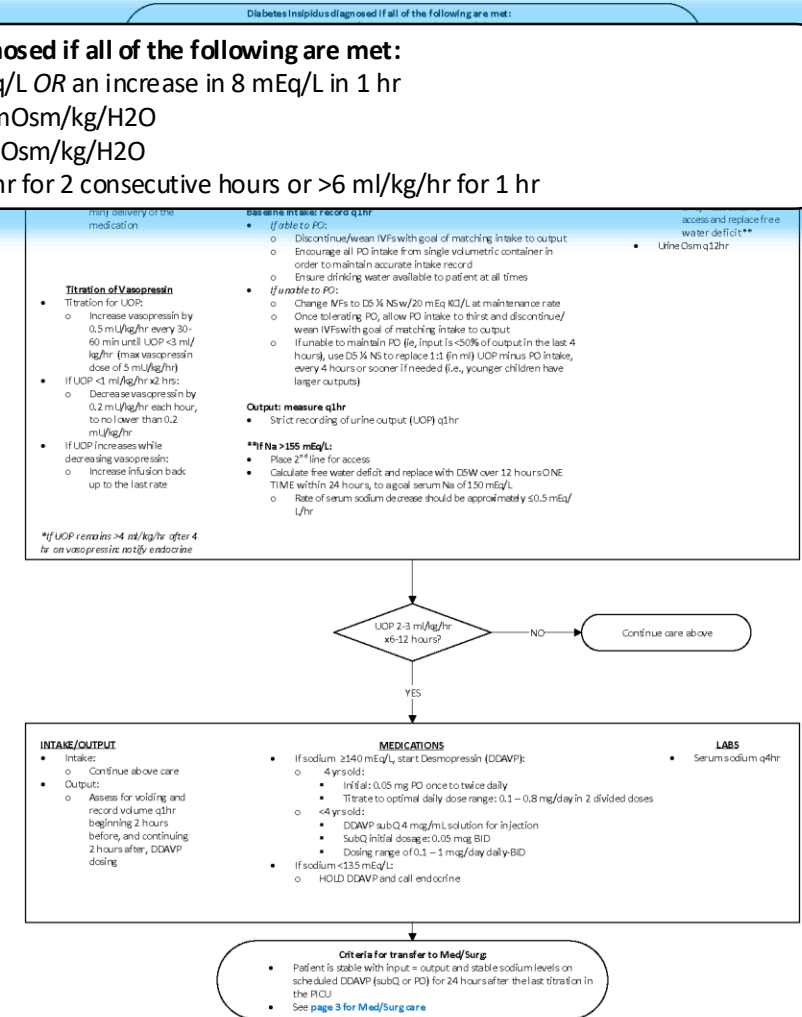 Diabetes Insipidus diagnosed if all of the following are met:
nosed if all of the following are met:
q/L OR an increase in 8 mEq/L in 1 hr
mOsm/kg/H2O
Osm/kg/H2O
hr for 2 consecutive hours or >6 ml/kg/hr for 1 hr
min) delivery of the
medication
Titration of Vasopressin
• Titration for UOP:
o Increase vasopressin by
0.5 mU/kg/hr every 30-
60 min until UOP <3 ml/
kg/hr (max vasopressin
dose of 5 mU/kg/hr)
• If UOP <1 ml/kg/hr x2 hrs:
o Decrease vasopressin by
0.2 mU/kg/hr each hour,
to no lower than 0.2
mU/kg/hr
• If UOP increases while
decreasing vasopressin:
o Increase infusion back
up to the last rate
*If UOP remains >4 ml/kg/hr after 4
hr on vasopressin: notify endocrine
Baseline intake: record q1hr
• If able to PO:
o Discontinue/wean IVFs with goal of matching intake to output
o Encourage all PO intake from single volumetric container in
order to maintain accurate intake record
o Ensure drinking water available to patient at all times
• If unable to PO:
o Change IVFs to D5 ¼ NS w/20 mEq KCl/L at maintenance rate
o Once tolerating PO, allow PO intake to thirst and discontinue/
wean IVFs with goal of matching intake to output
o If unable to maintain PO (ie, input is <50% of output in the last 4
hours), use D5 ¼ NS to replace 1:1 (in ml) UOP minus PO intake,
every 4 hours or sooner if needed (i.e., younger children have
larger outputs)
Output: measure q1hr
• Strict recording of urine output (UOP) q1hr
**If Na >155 mEq/L:
• Place 2nd line for access
• Calculate free water deficit and replace with D5W over 12 hours ONE
TIME within 24 hours, to a goal serum Na of 150 mEq/L
o Rate of serum sodium decrease should be approximately ≤0.5 mEq/
L/hr
access and replace free
water deficit**
• Urine Osm q12hr
UOP 2-3 ml/kg/hr
x6-12 hours?
NO
Continue care above
YES
INTAKE/OUTPUT
• Intake:
o Continue above care
• Output:
o Assess for voiding and
record volume q1hr
beginning 2 hours
before, and continuing
2 hours after, DDAVP
dosing
MEDICATIONS
• If sodium ≥140 mEq/L, start Desmopressin (DDAVP):
o 4 yrs old:
▪ Initial: 0.05 mg PO once to twice daily
▪ Titrate to optimal daily dose range: 0.1 – 0.8 mg/day in 2 divided doses
o <4 yrs old:
▪ DDAVP subQ 4 mcg/mL solution for injection
▪ SubQ initial dosage: 0.05 mcg BID
▪ Dosing range of 0.1 – 1 mcg/day daily-BID
• If sodium <135 mEq/L:
o HOLD DDAVP and call endocrine
LABS
• Serum sodium q4hr
Criteria for transfer to Med/Surg:
• Patient is stable with input = output and stable sodium levels on
scheduled DDAVP (subQ or PO) for 24 hours after the last titration in
the PICU
• See page 3 for Med/Surg care